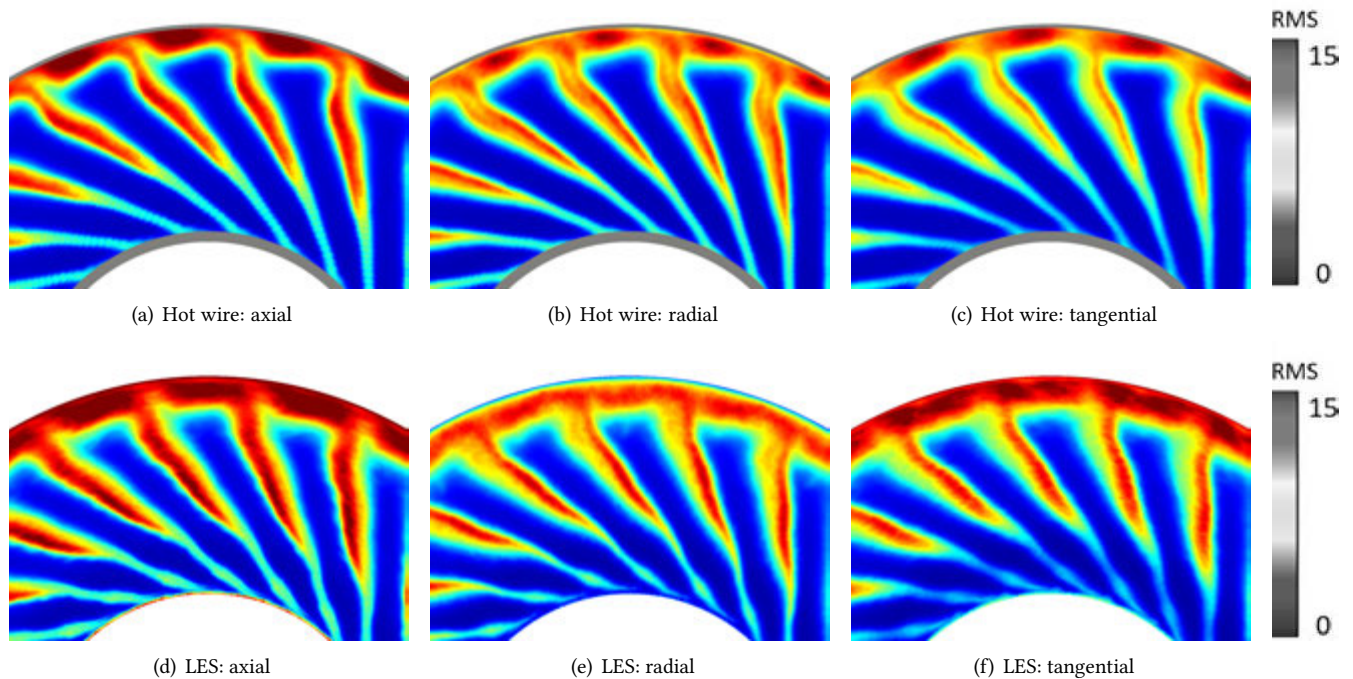 RMS
15
0
(a) Hot wire: axial
(b) Hot wire: radial
(c) Hot wire: tangential
RMS
15
0
(d) LES: axial
(e) LES: radial
(f) LES: tangential